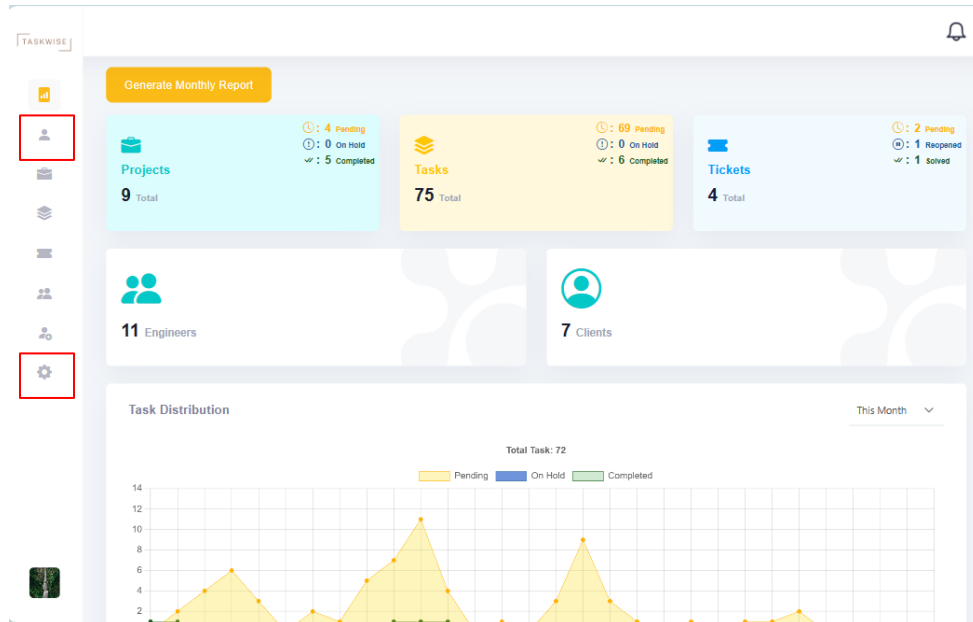 TASKWISE
Generate Monthly Report
Projects
9 Total
: 4 Pending
: 0 On Hold
: 5 Completed
Tasks
75 Total
: 69 Pending
: 0 On Hold
: 6 Completed
Tickets
4 Total
: 2 Pending
: 1 Reopened
: 1 Solved
11 Engineers
7 Clients
Task Distribution
This Month
Total Task: 72
Pending On Hold Completed
14
12
10
8
6
4
2